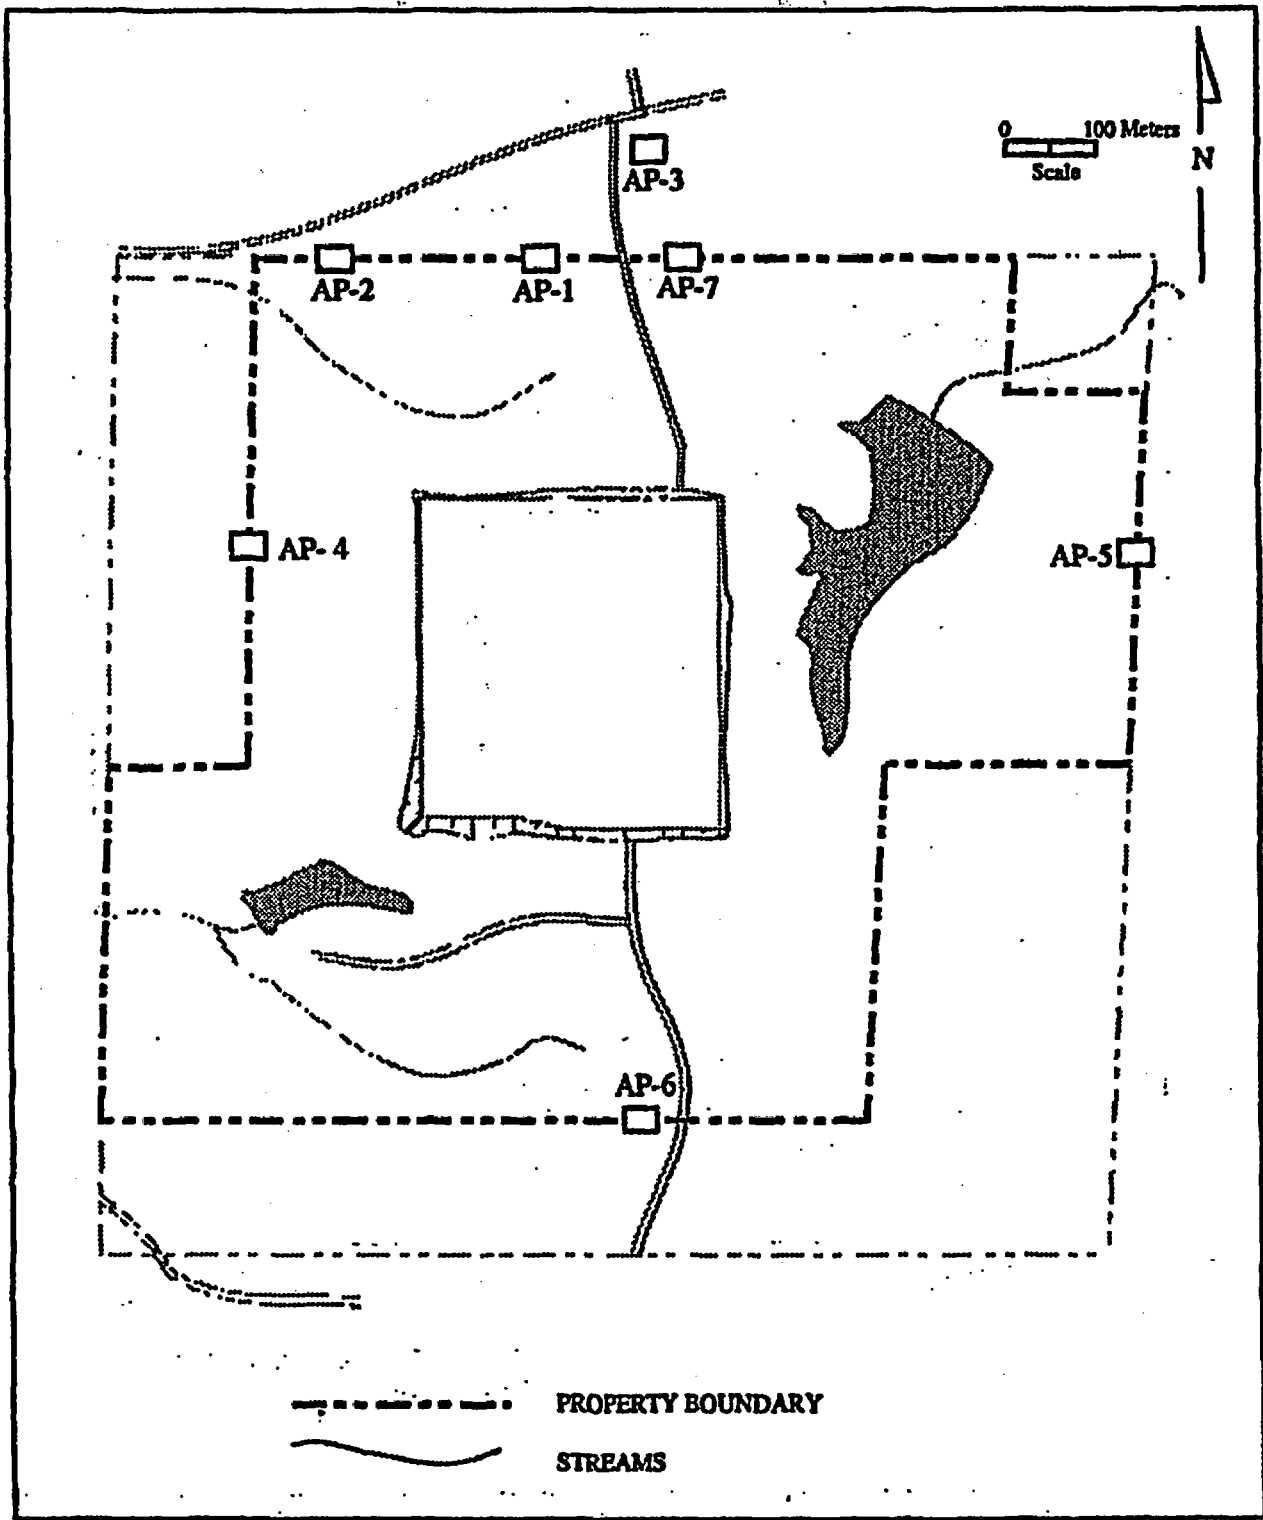 0 100 Meters
Scale
N
AP-3
AP-2
AP-1
AP-7
AP- 4
AP-5
AP-6
PROPERTY BOUNDARY
STREAMS